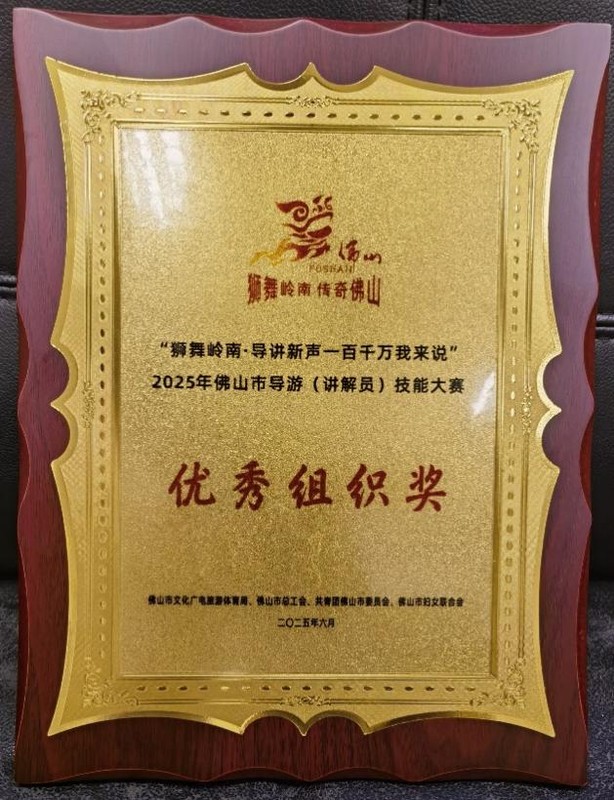 佛山
FOSHAN
狮舞岭南 传奇佛山
“狮舞岭南·导讲新声一百千万我来说”
2025年佛山市导游（讲解员）技能大赛
优秀组织奖
佛山市文化广电旅游体育局、佛山市总工会、共青团佛山市委员会、佛山市妇女联合会
二〇二五年六月